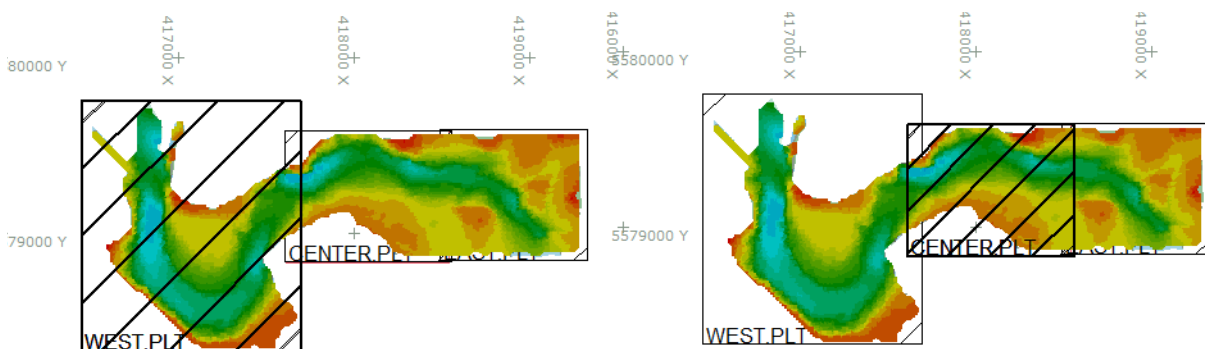 417000 X
418000 X
419000 X
416000 X
417000 X
418000 X
419000 X
80000 Y
5580000 Y
79000 Y
5579000 Y
CENTER.PLT
WEST.PLT
CENTER.PLT
WEST.PLT